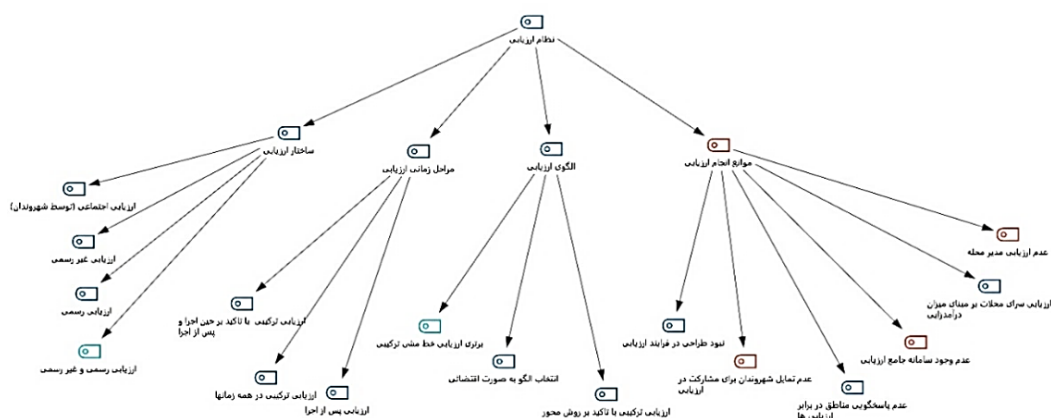 نظام ارزیابی
ساختار ارزیابی
مراحل زمانی ارزیابی
الگوی ارزیابی
موانع انجام ارزیابی
ارزیابی اجتماعی (توسط شهروندان)
ارزیابی غیر رسمی
ارزیابی رسمی
ارزیابی رسمی و غیر رسمی
ارزیابی ترکیبی با تاکید بر حین اجرا و
پس از اجرا
ارزیابی ترکیبی در همه زمانها
ارزیابی پس از اجرا
برتری ارزیابی خط مشی ترکیبی
انتخاب الگو به صورت اقتضائی
ارزیابی ترکیبی با تاکید بر روش محور
نبود طراحی در فرایند ارزیابی
عدم تمایل شهروندان برای مشارکت در
ارزیابی
عدم پاسخگویی مناطق در برابر
ارزیابی ها
عدم وجود سامانه جامع ارزیابی
ارزیابی سرای محلات بر مبنای میزان
درآمدزایی
عدم ارزیابی مدیر محله